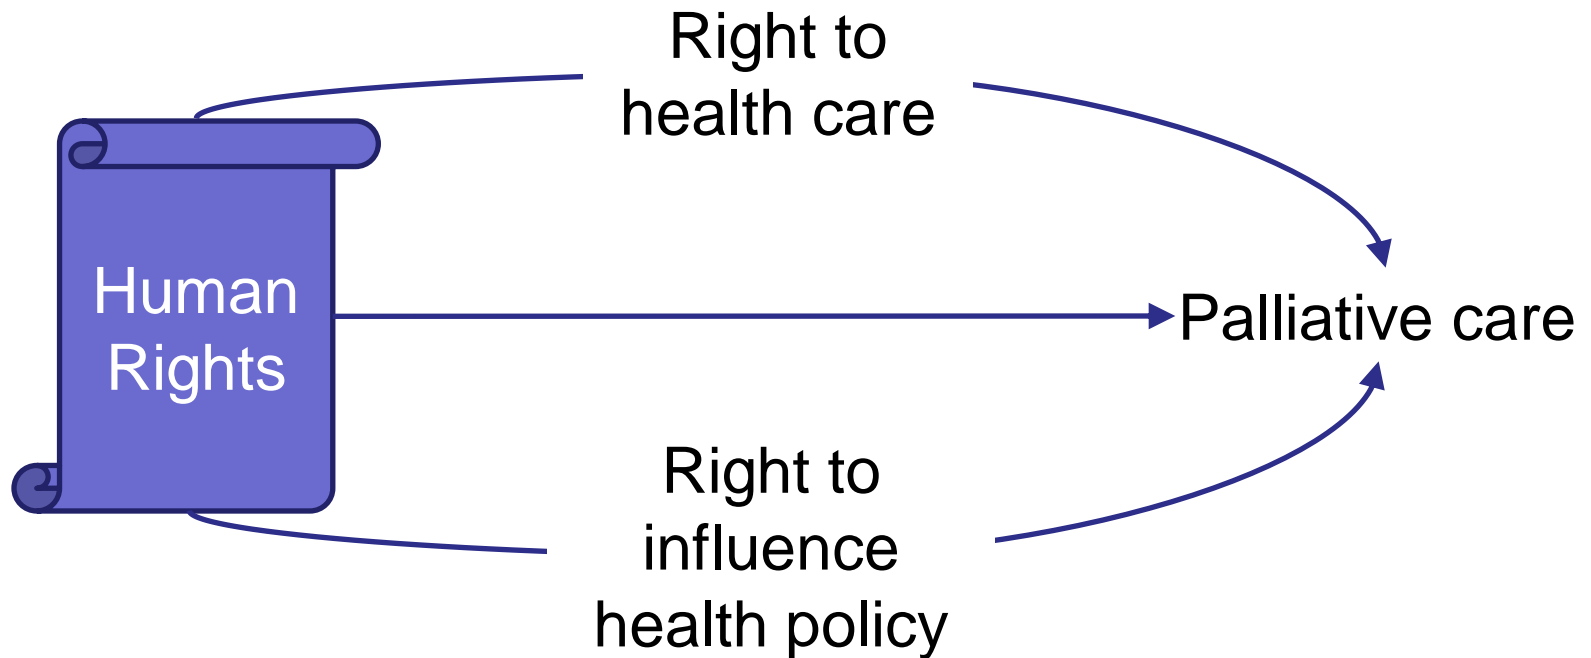 Right to
health care
Human
Rights
Palliative care
Right to
influence
health policy